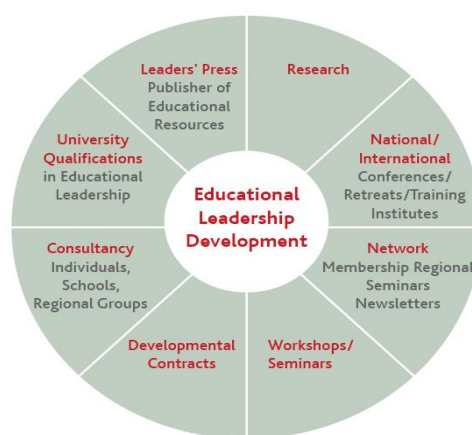 Leaders' Press
Publisher of
Educational
Resources
Research
National/
International
Conferences/
Retreats/Training
Institutes
Network
Membership Regional
Seminars
Newsletters
Workshops/
Seminars
Developmental
Contracts
Consultancy
Individuals,
Schools,
Regional Groups
University
Qualifications
in Educational
Leadership
Educational
Leadership
Development